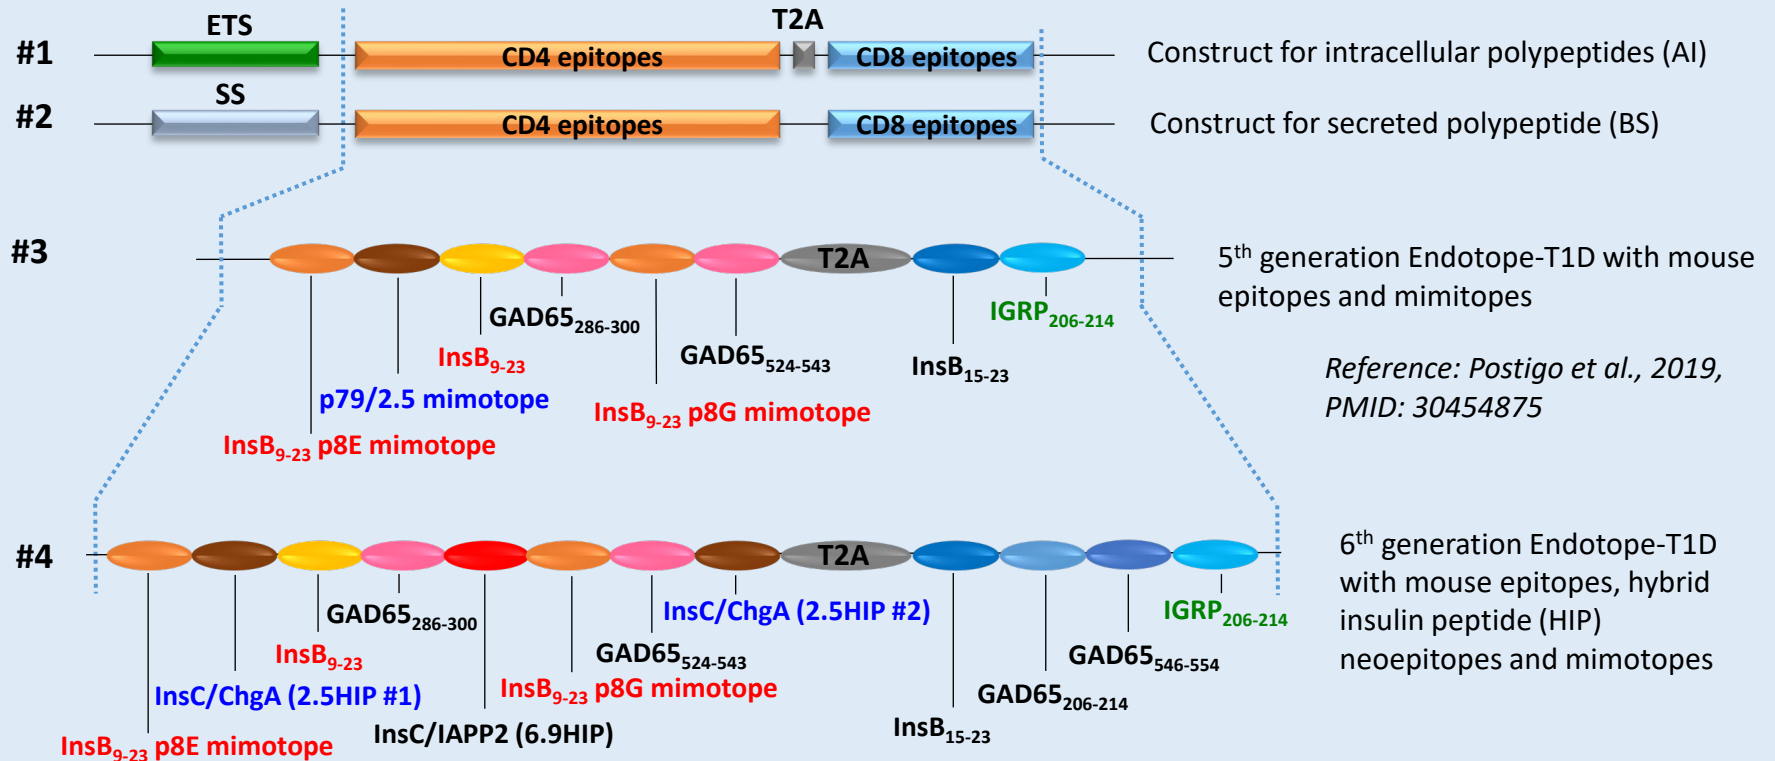 ETS
T2A
#1
CD4 epitopes
CD8 epitopes
Construct for intracellular polypeptides (AI)
SS
#2
CD4 epitopes
CD8 epitopes
Construct for secreted polypeptide (BS)
#3
T2A
5th generation Endotope-T1D with mouse
epitopes and mimitopes
GAD65286-300
IGRP206-214
InsB9-23
GAD65524-543
InsB15-23
p79/2.5 mimotope
InsB9-23 p8G mimotope
InsB9-23 p8E mimotope
Reference: Postigo et al., 2019,
PMID: 30454875
#4
T2A
6th generation Endotope-T1D
with mouse epitopes, hybrid
insulin peptide (HIP)
neoepitopes and mimotopes
GAD65286-300
InsC/ChgA (2.5HIP #2)
IGRP206-214
InsB9-23
GAD65524-543
GAD65546-554
InsC/ChgA (2.5HIP #1)
InsB9-23 p8G mimotope
GAD65206-214
InsC/IAPP2 (6.9HIP)
InsB15-23
InsB9-23 p8E mimotope